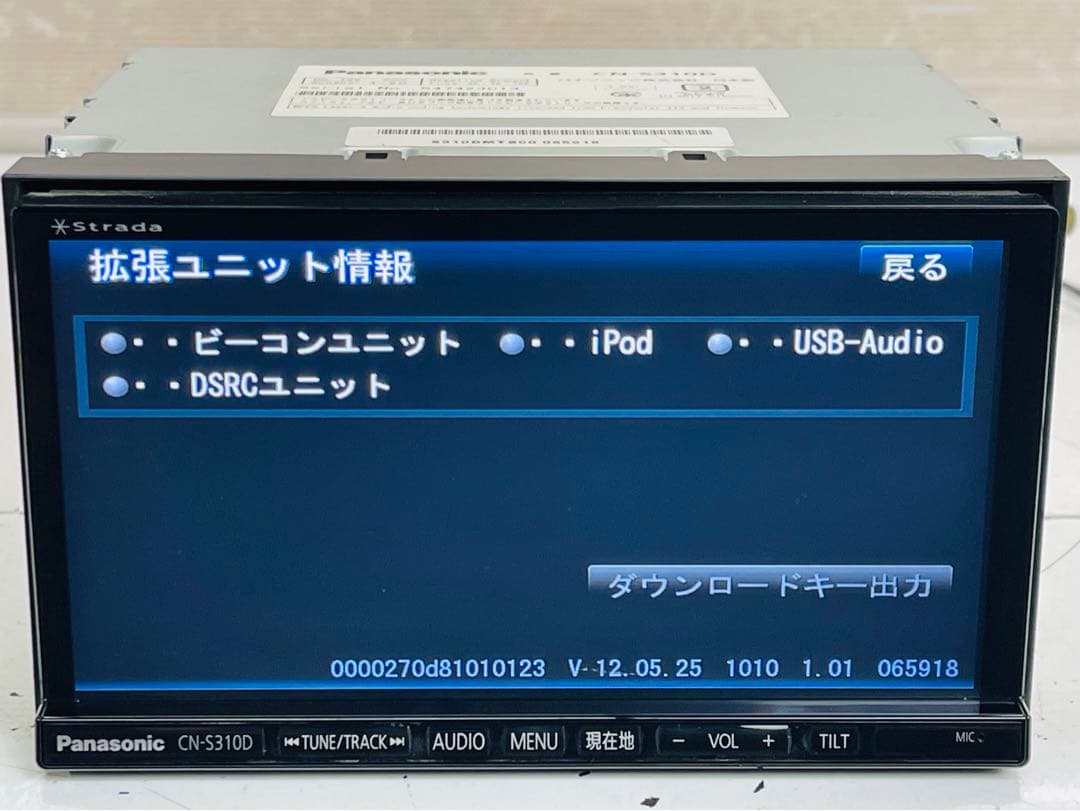 Panasonic CN-S310D
S310DMT200 065918
Strada
拡張ユニット情報 戻る
・・ビーコンユニット ・・iPod ・・USB-Audio
・・DSRCユニット
ダウンロードキー出力
0000270d81010123 V-12.05.25 1010 1.01 065918
Panasonic CN-S310D TUNE/TRACK AUDIO MENU 現在地 − VOL + TILT MIC